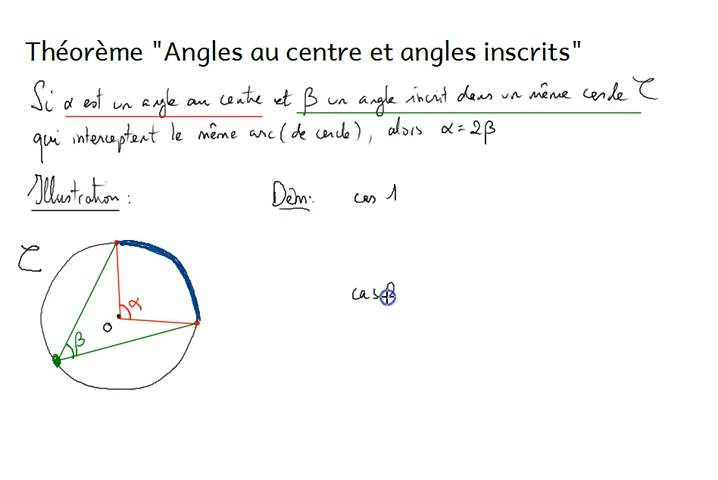 Théorème "Angles au centre et angles inscrits"
Si α est un angle au centre et β un angle incrit dans un même cercle C
qui interceptent le même arc (de cercle), alors α = 2β
Illustration :
Dém: cas 1
C
α
O
β
cas